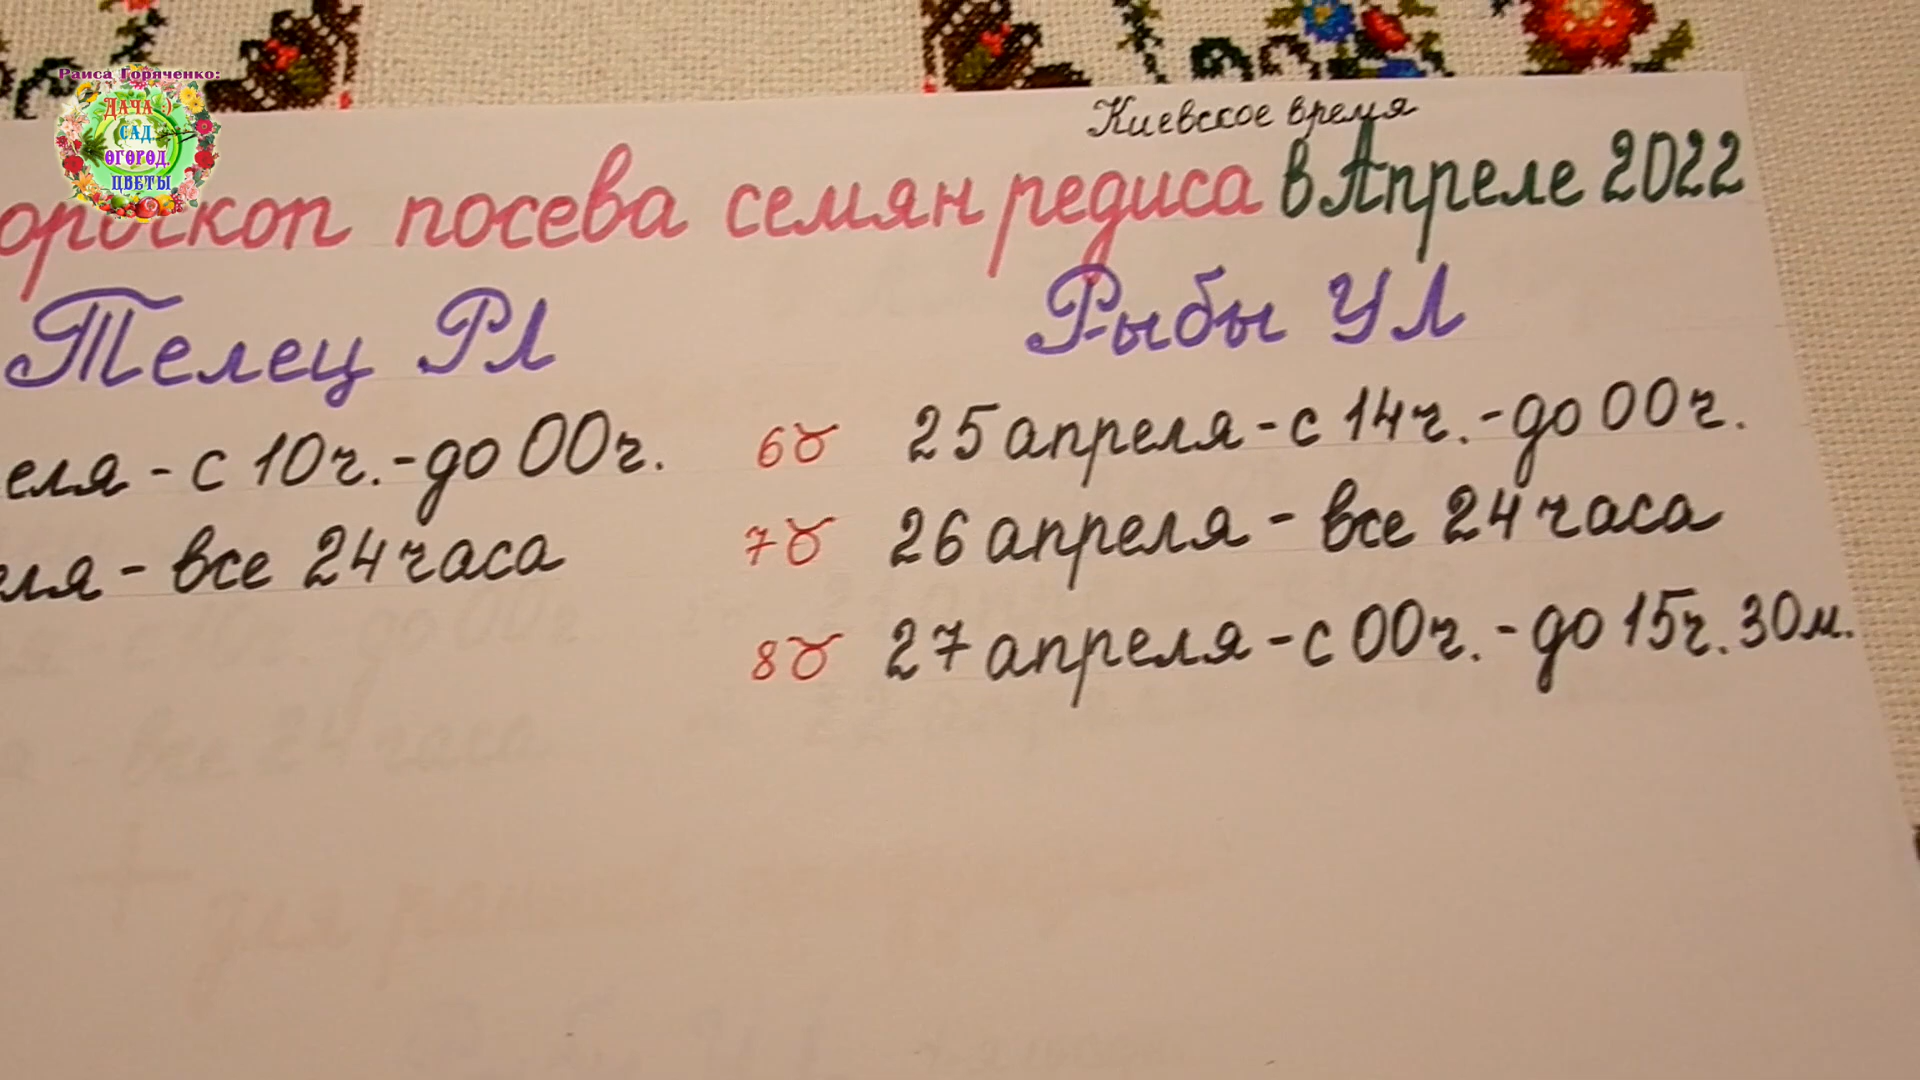 Раиса Горяченко:
ДАЧА
САД
ОГОРОД
ЦВЕТЫ
Киевское время
ороскоп посева семян редиса в Апреле 2022
Телец РЛ
еля - с 10ч. - до 00ч.
еля - все 24 часа
Рыбы УЛ
6♉ 25 апреля - с 14ч. - до 00ч.
7♉ 26 апреля - все 24 часа
8♉ 27 апреля - с 00ч. - до 15ч. 30м.